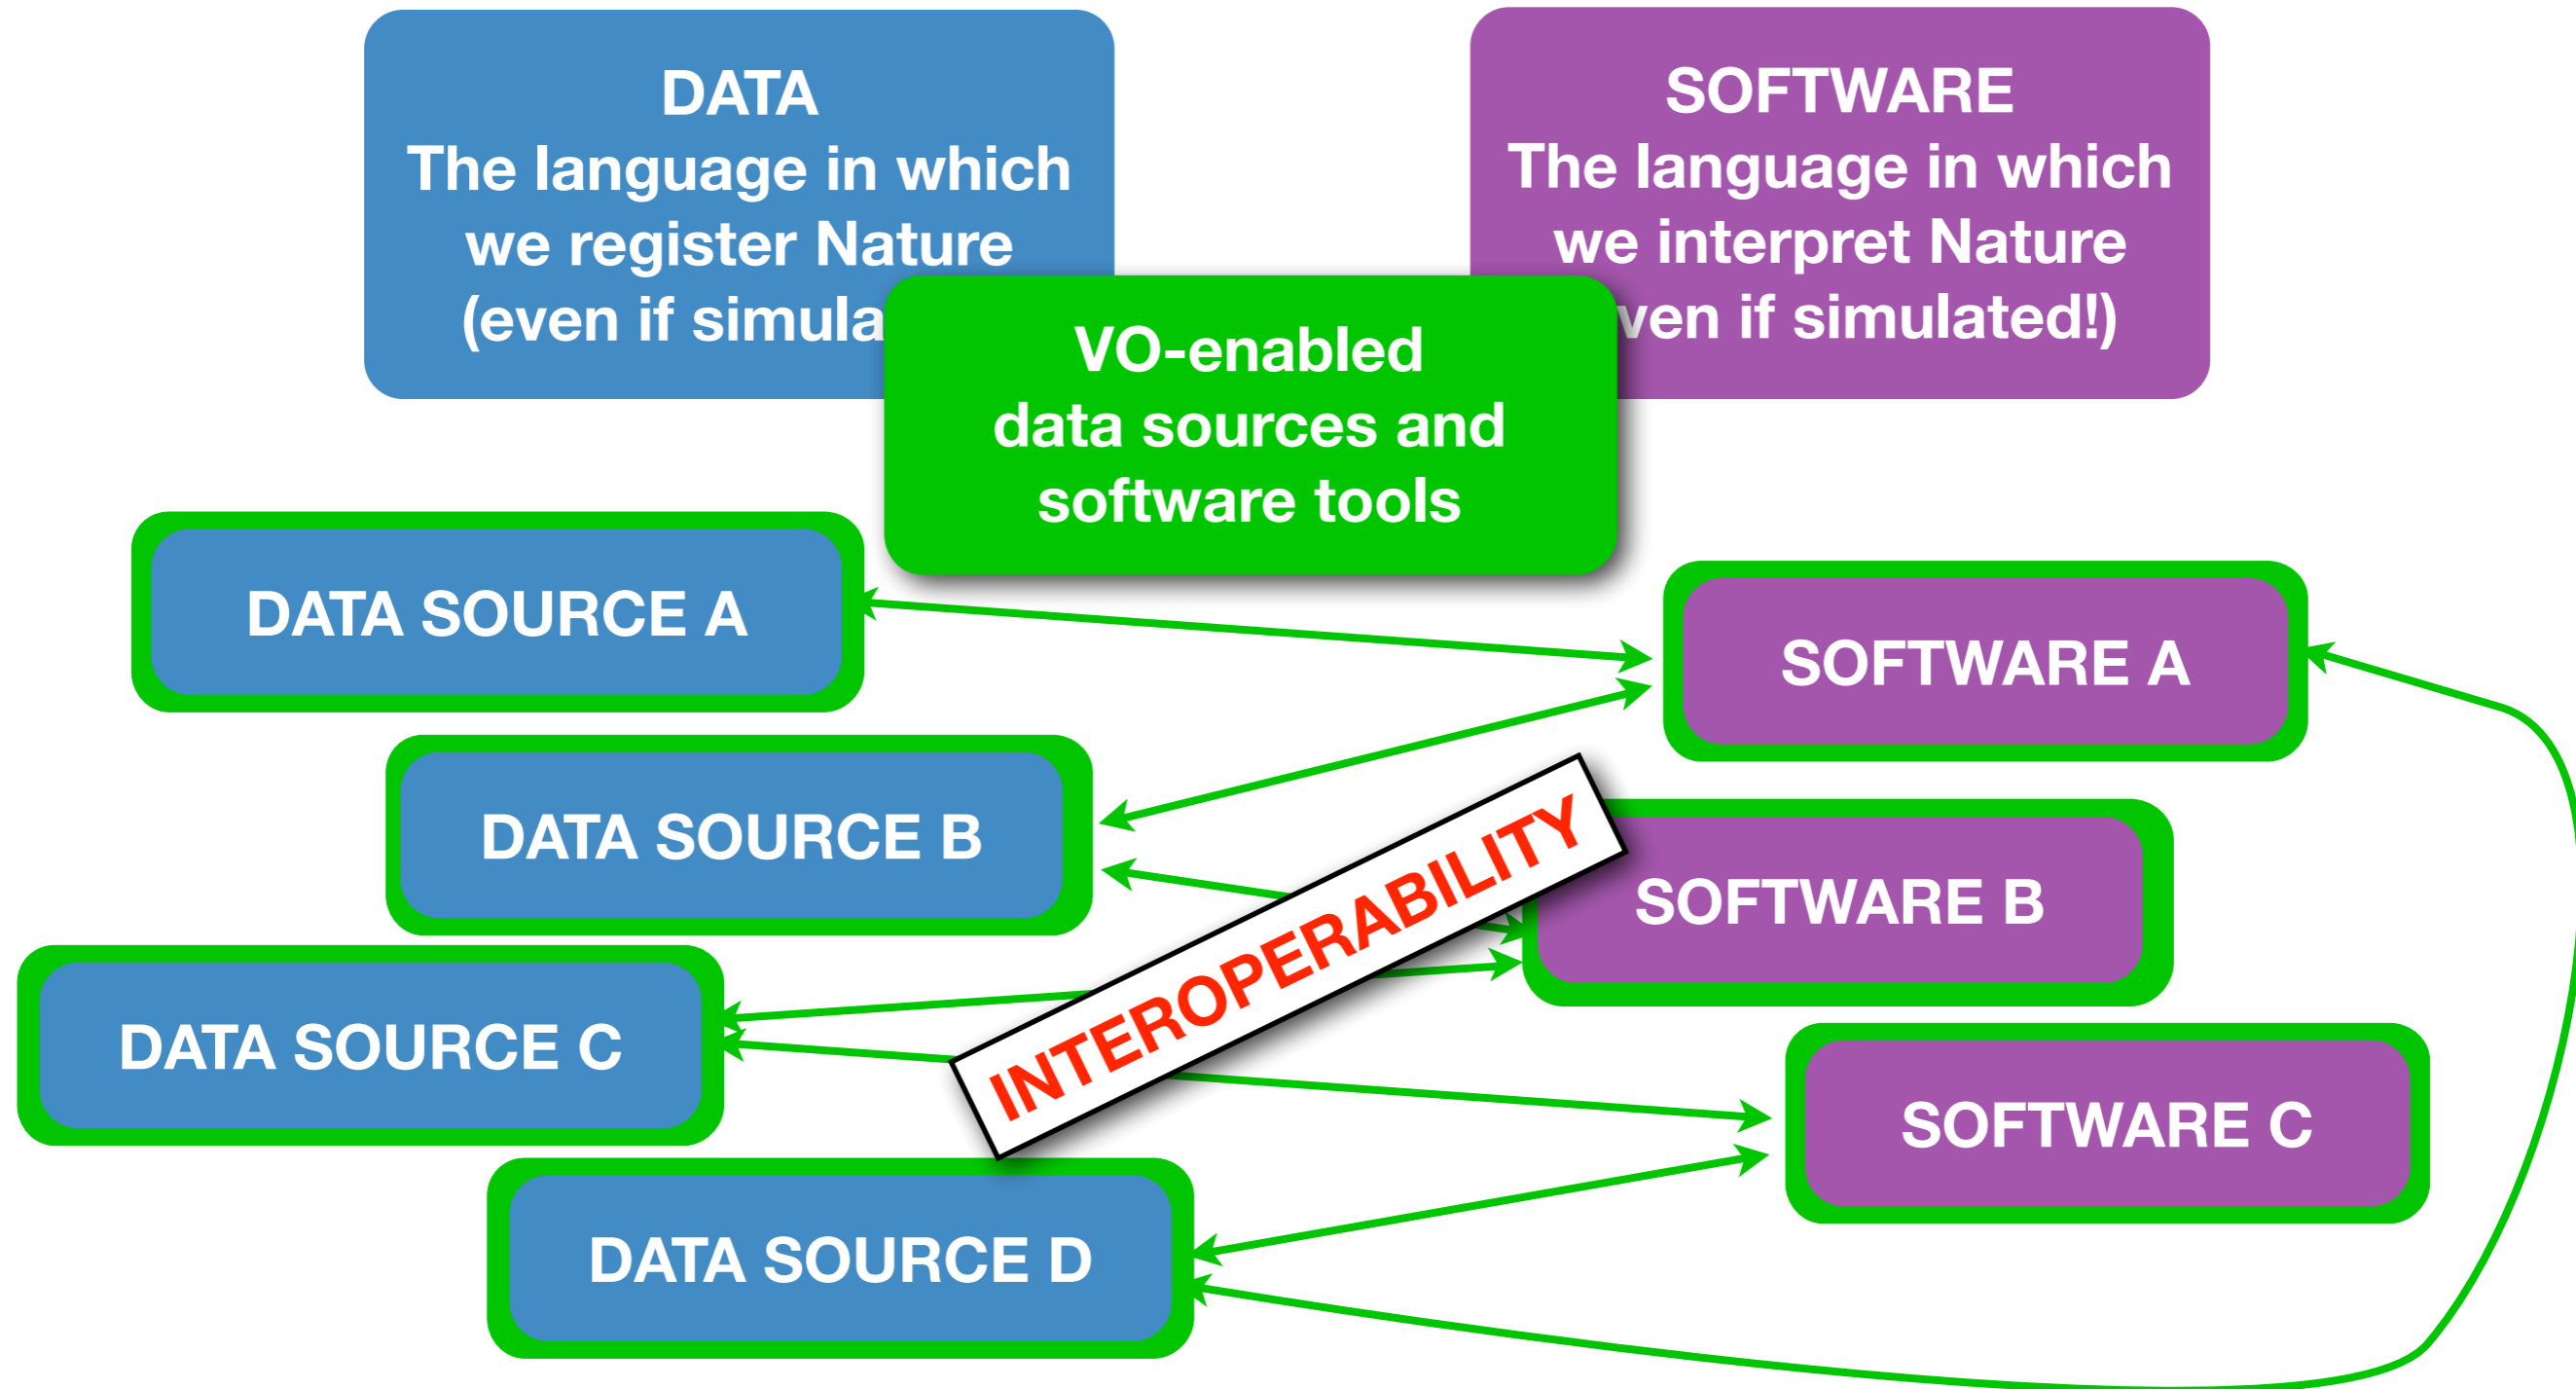 DATA
The language in which
we register Nature
(even if simula
SOFTWARE
The language in which
we interpret Nature
ven if simulated!)
VO-enabled
data sources and
software tools
DATA SOURCE A
SOFTWARE A
DATA SOURCE B
INTEROPERABILITY
SOFTWARE B
DATA SOURCE C
SOFTWARE C
DATA SOURCE D